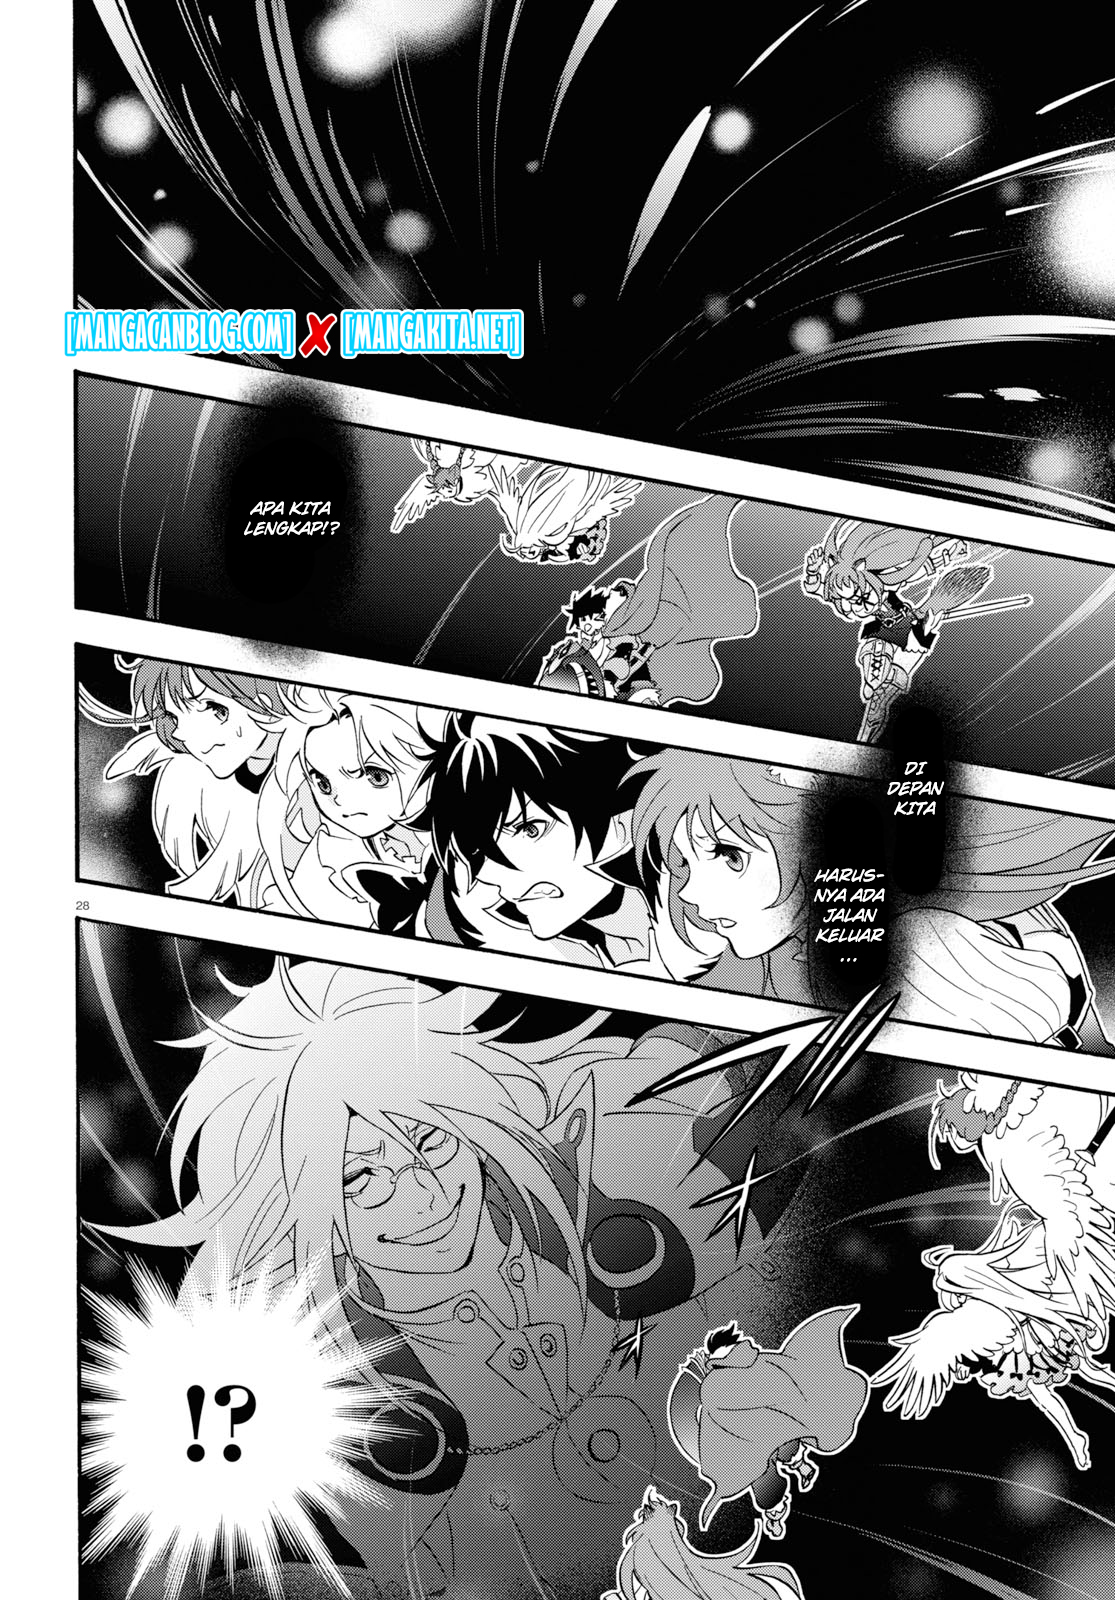 [MANGACANBLOG.COM] X [MANGAKITA.NET]
APA KITA
LENGKAP!?
DI
DEPAN
KITA
HARUS-
NYA ADA
JALAN
KELUAR
...
28
!?